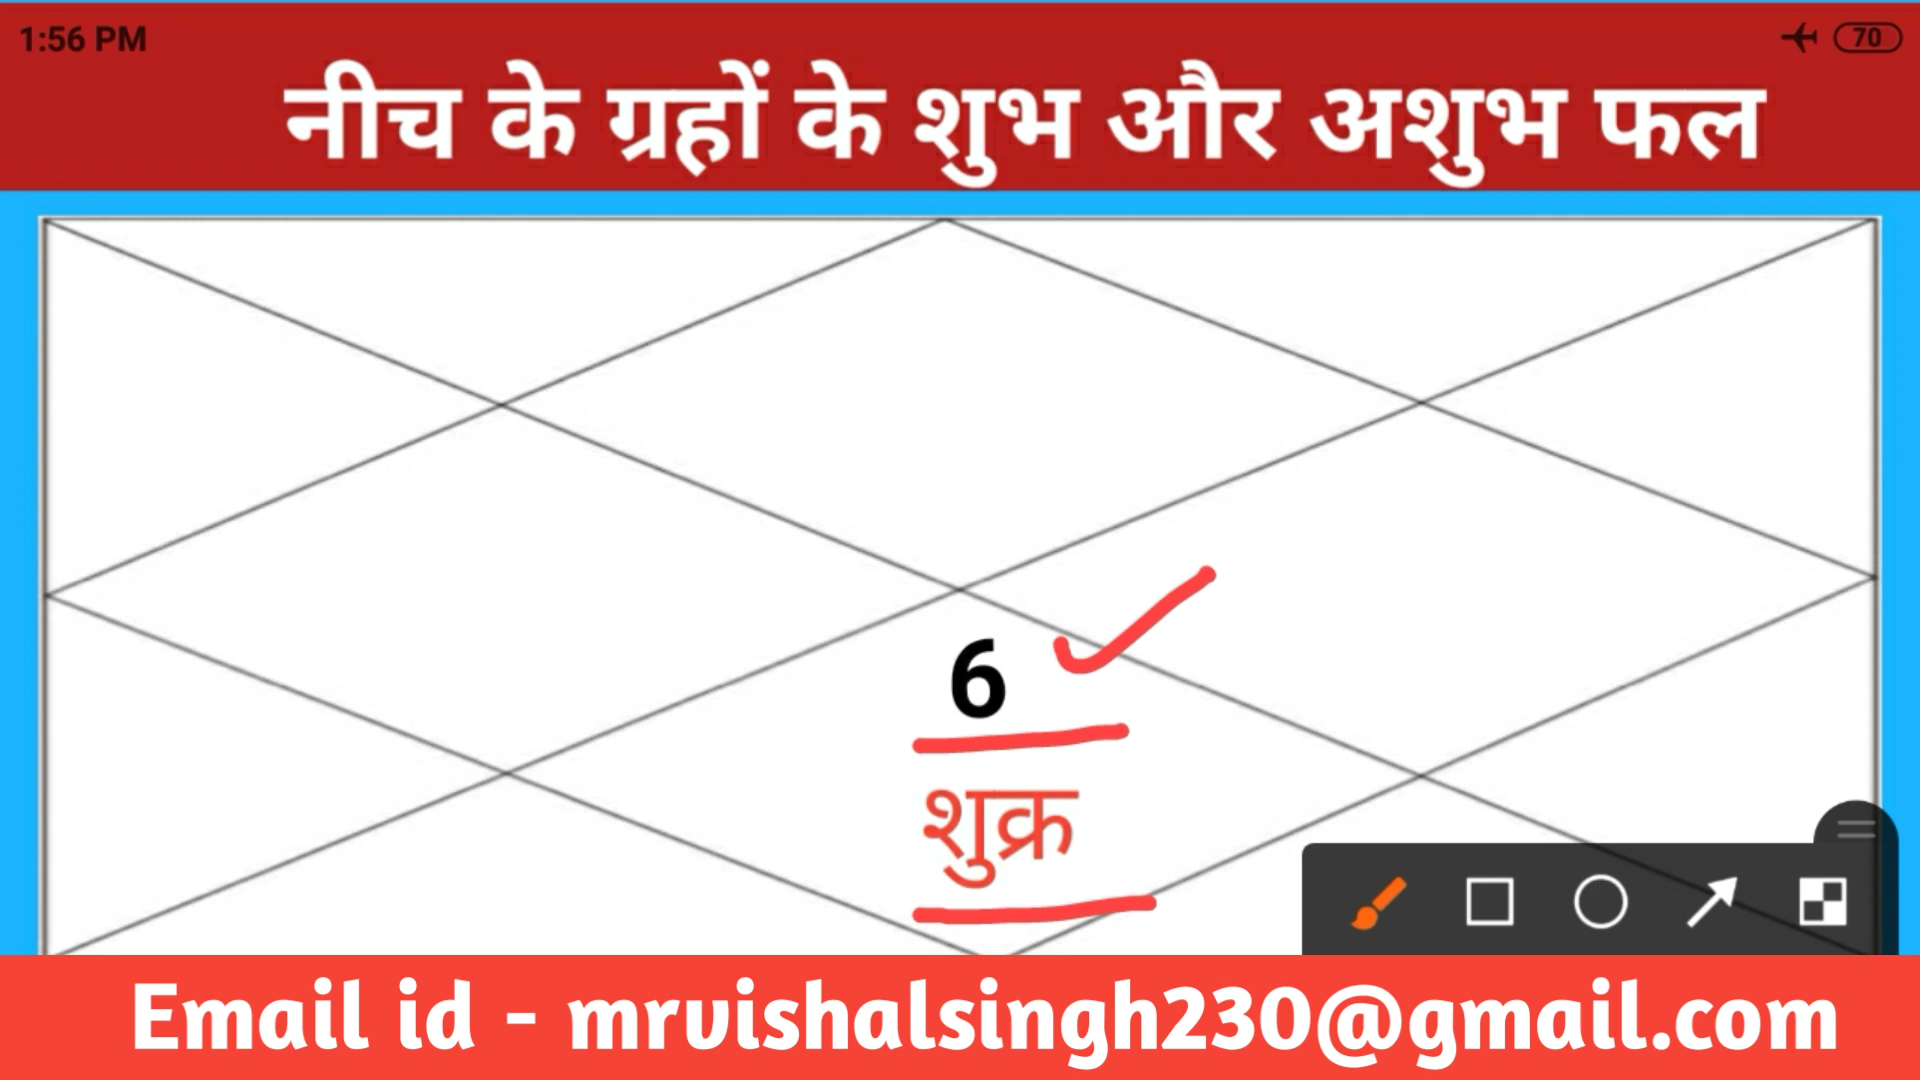 1:56 PM
70
नीच के ग्रहों के शुभ और अशुभ फल
6
शुक्र
Email id - mrvishalsingh230@gmail.com